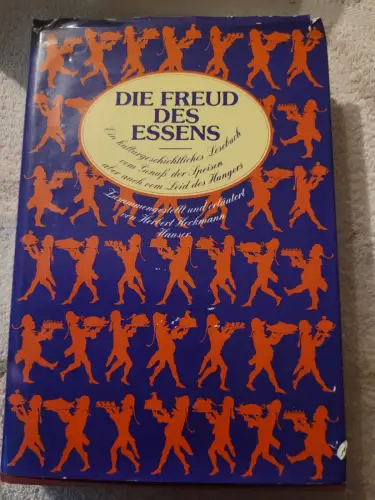 DIE FREUD
DES
ESSENS
Ein kulturgeschichtliches Lesebuch
vom Genuß der Speisen
aber auch vom Leid des Hungers
Zusammengestellt und erläutert
von Herbert Heckmann
Hanser